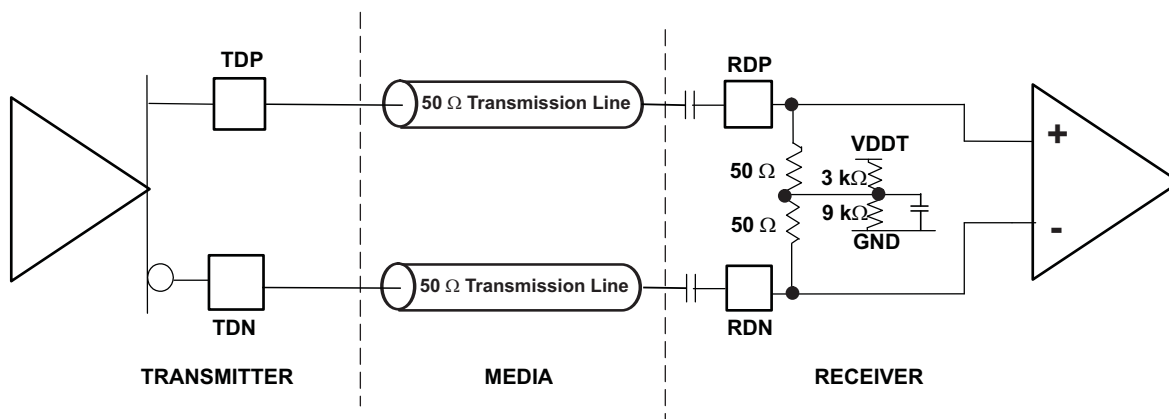 TDP
RDP
50 Ω Transmission Line
+
VDDT
50 Ω
3 kΩ
50 Ω
9 kΩ
GND
-
50 Ω Transmission Line
TDN
RDN
TRANSMITTER
MEDIA
RECEIVER